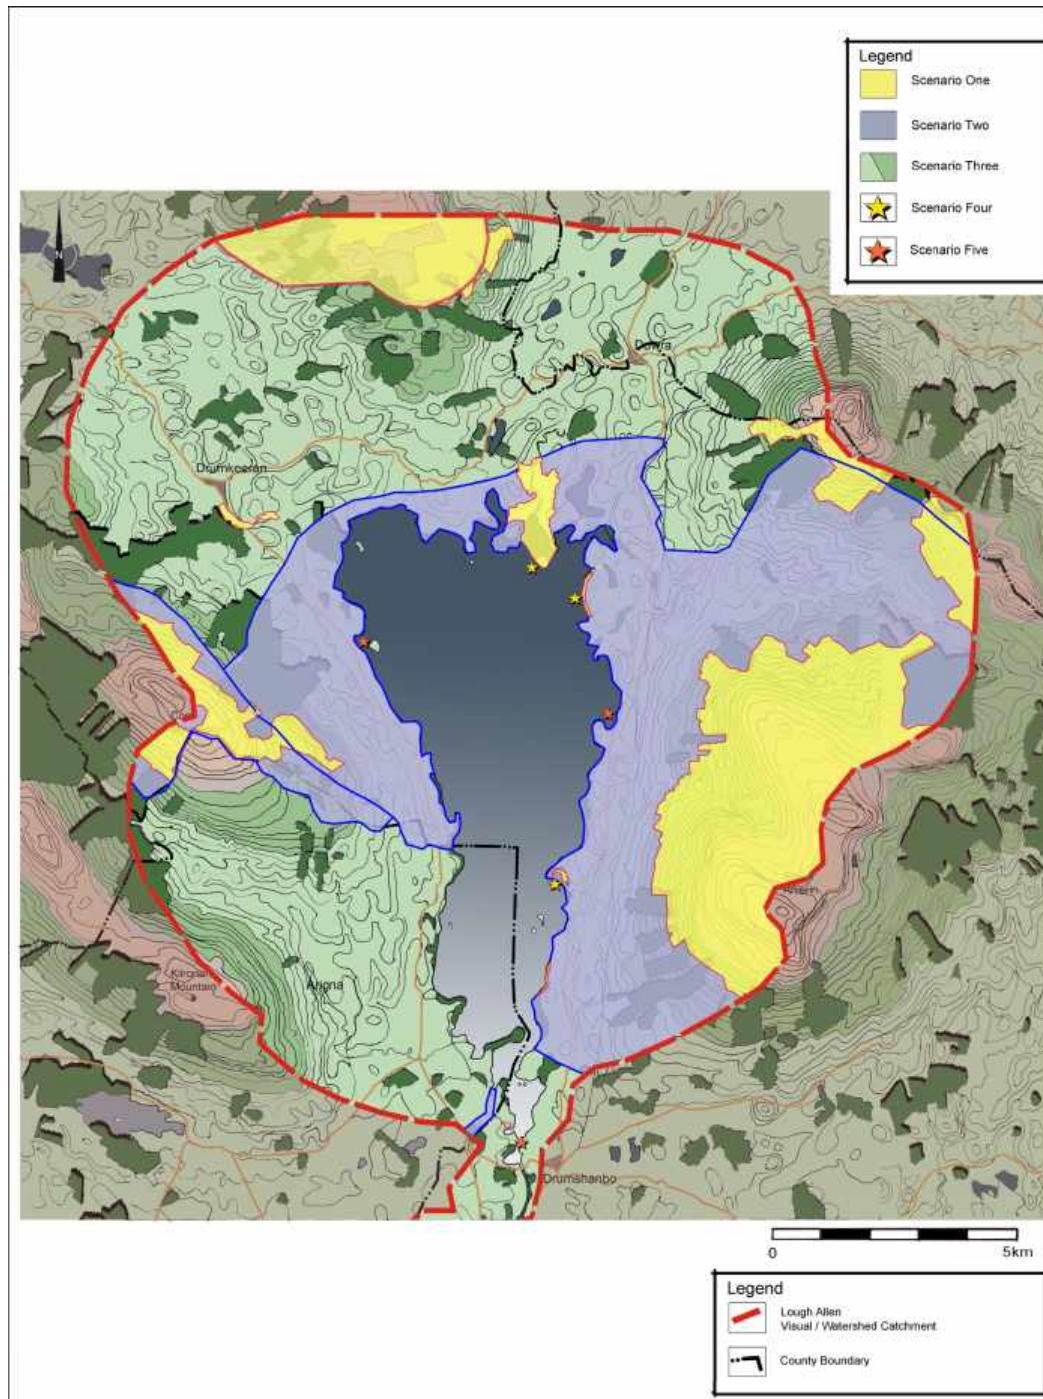 Legend
Scenario One
Scenario Two
Scenario Three
Scenario Four
Scenario Five
N
Dowra
Drumkeeran
Arigna
Mountain
Drumshanbo
0
5km
Legend
Lough Allen
Visual / Watershed Catchment
County Boundary